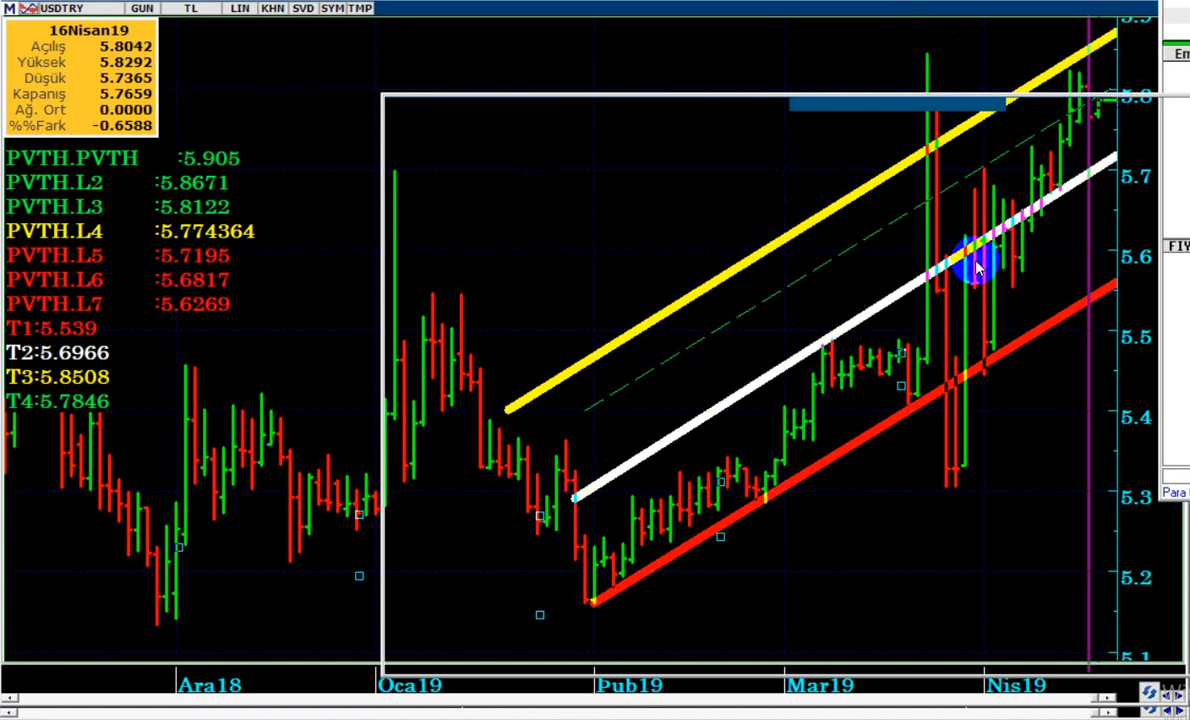 M USDTRY GUN TL LIN KHN SVD SYM TMP
16Nisan19
Açılış 5.8042
Yüksek 5.8292
Düşük 5.7365
Kapanış 5.7659
Ağ. Ort 0.0000
%%Fark -0.6588
PVTH.PVTH :5.905
PVTH.L2 :5.8671
PVTH.L3 :5.8122
PVTH.L4 :5.774364
PVTH.L5 :5.7195
PVTH.L6 :5.6817
PVTH.L7 :5.6269
T1:5.539
T2:5.6966
T3:5.8508
T4:5.7846
5.9
5.8
5.7
5.6
5.5
5.4
5.3
5.2
5.1
Em
FIY
Para
Ara18 Oca19 Þub19 Mar19 Nis19